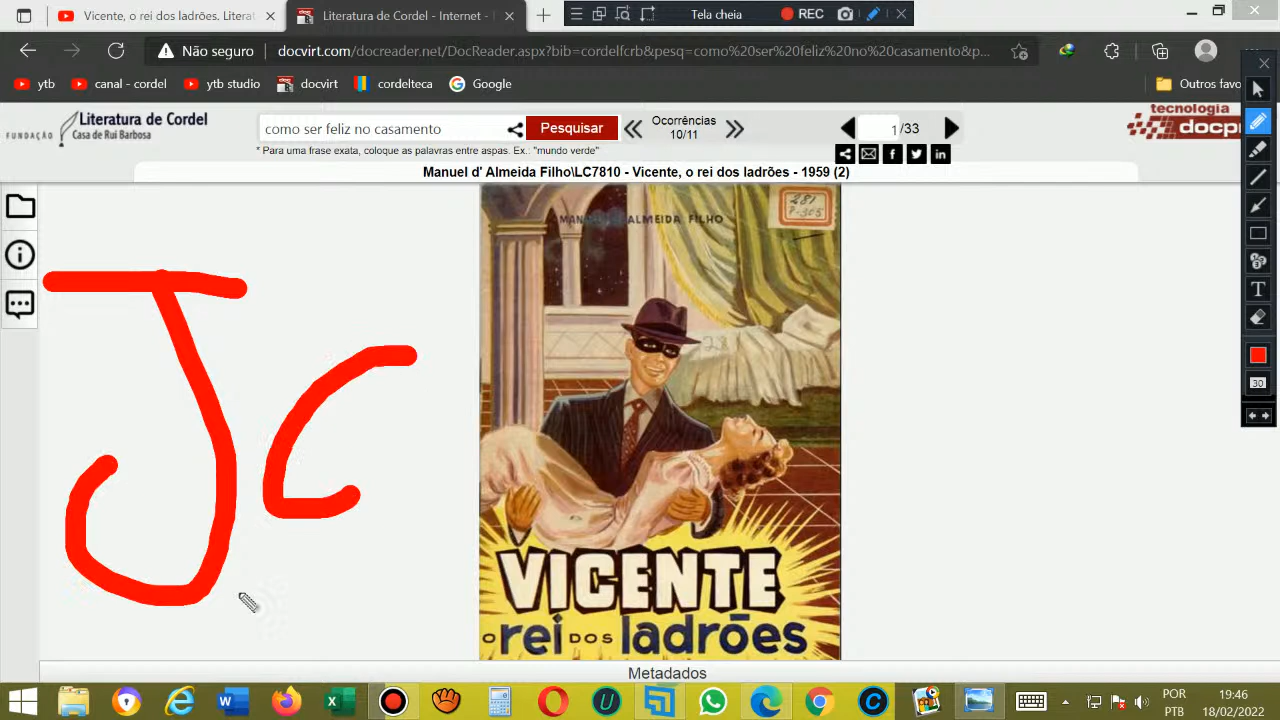 Vicente, o rei dos ladrões. Literat
Literatura de Cordel - Internet -
Tela cheia
REC
Não seguro
docvirt.com/docreader.net/DocReader.aspx?bib=cordelfcrb&pesq=como%20ser%20feliz%20no%20casamento&p...
ytb
canal - cordel
ytb studio
docvirt
cordelteca
Google
Outros favo
FUNDAÇÃO
Literatura de Cordel
Casa de Rui Barbosa
como ser feliz no casamento
Pesquisar
Ocorrências
10/11
1 /33
tecnologia
docpr
* Para uma frase exata, coloque as palavras entre aspas. Ex.: "mundo verde"
Manuel d' Almeida Filho\LC7810 - Vicente, o rei dos ladrões - 1959 (2)
ALMEIDA FILHO
281
P-305
JC
VICENTE
O rei DOS ladrões
Metadados
30
POR
PTB
19:46
18/02/2022